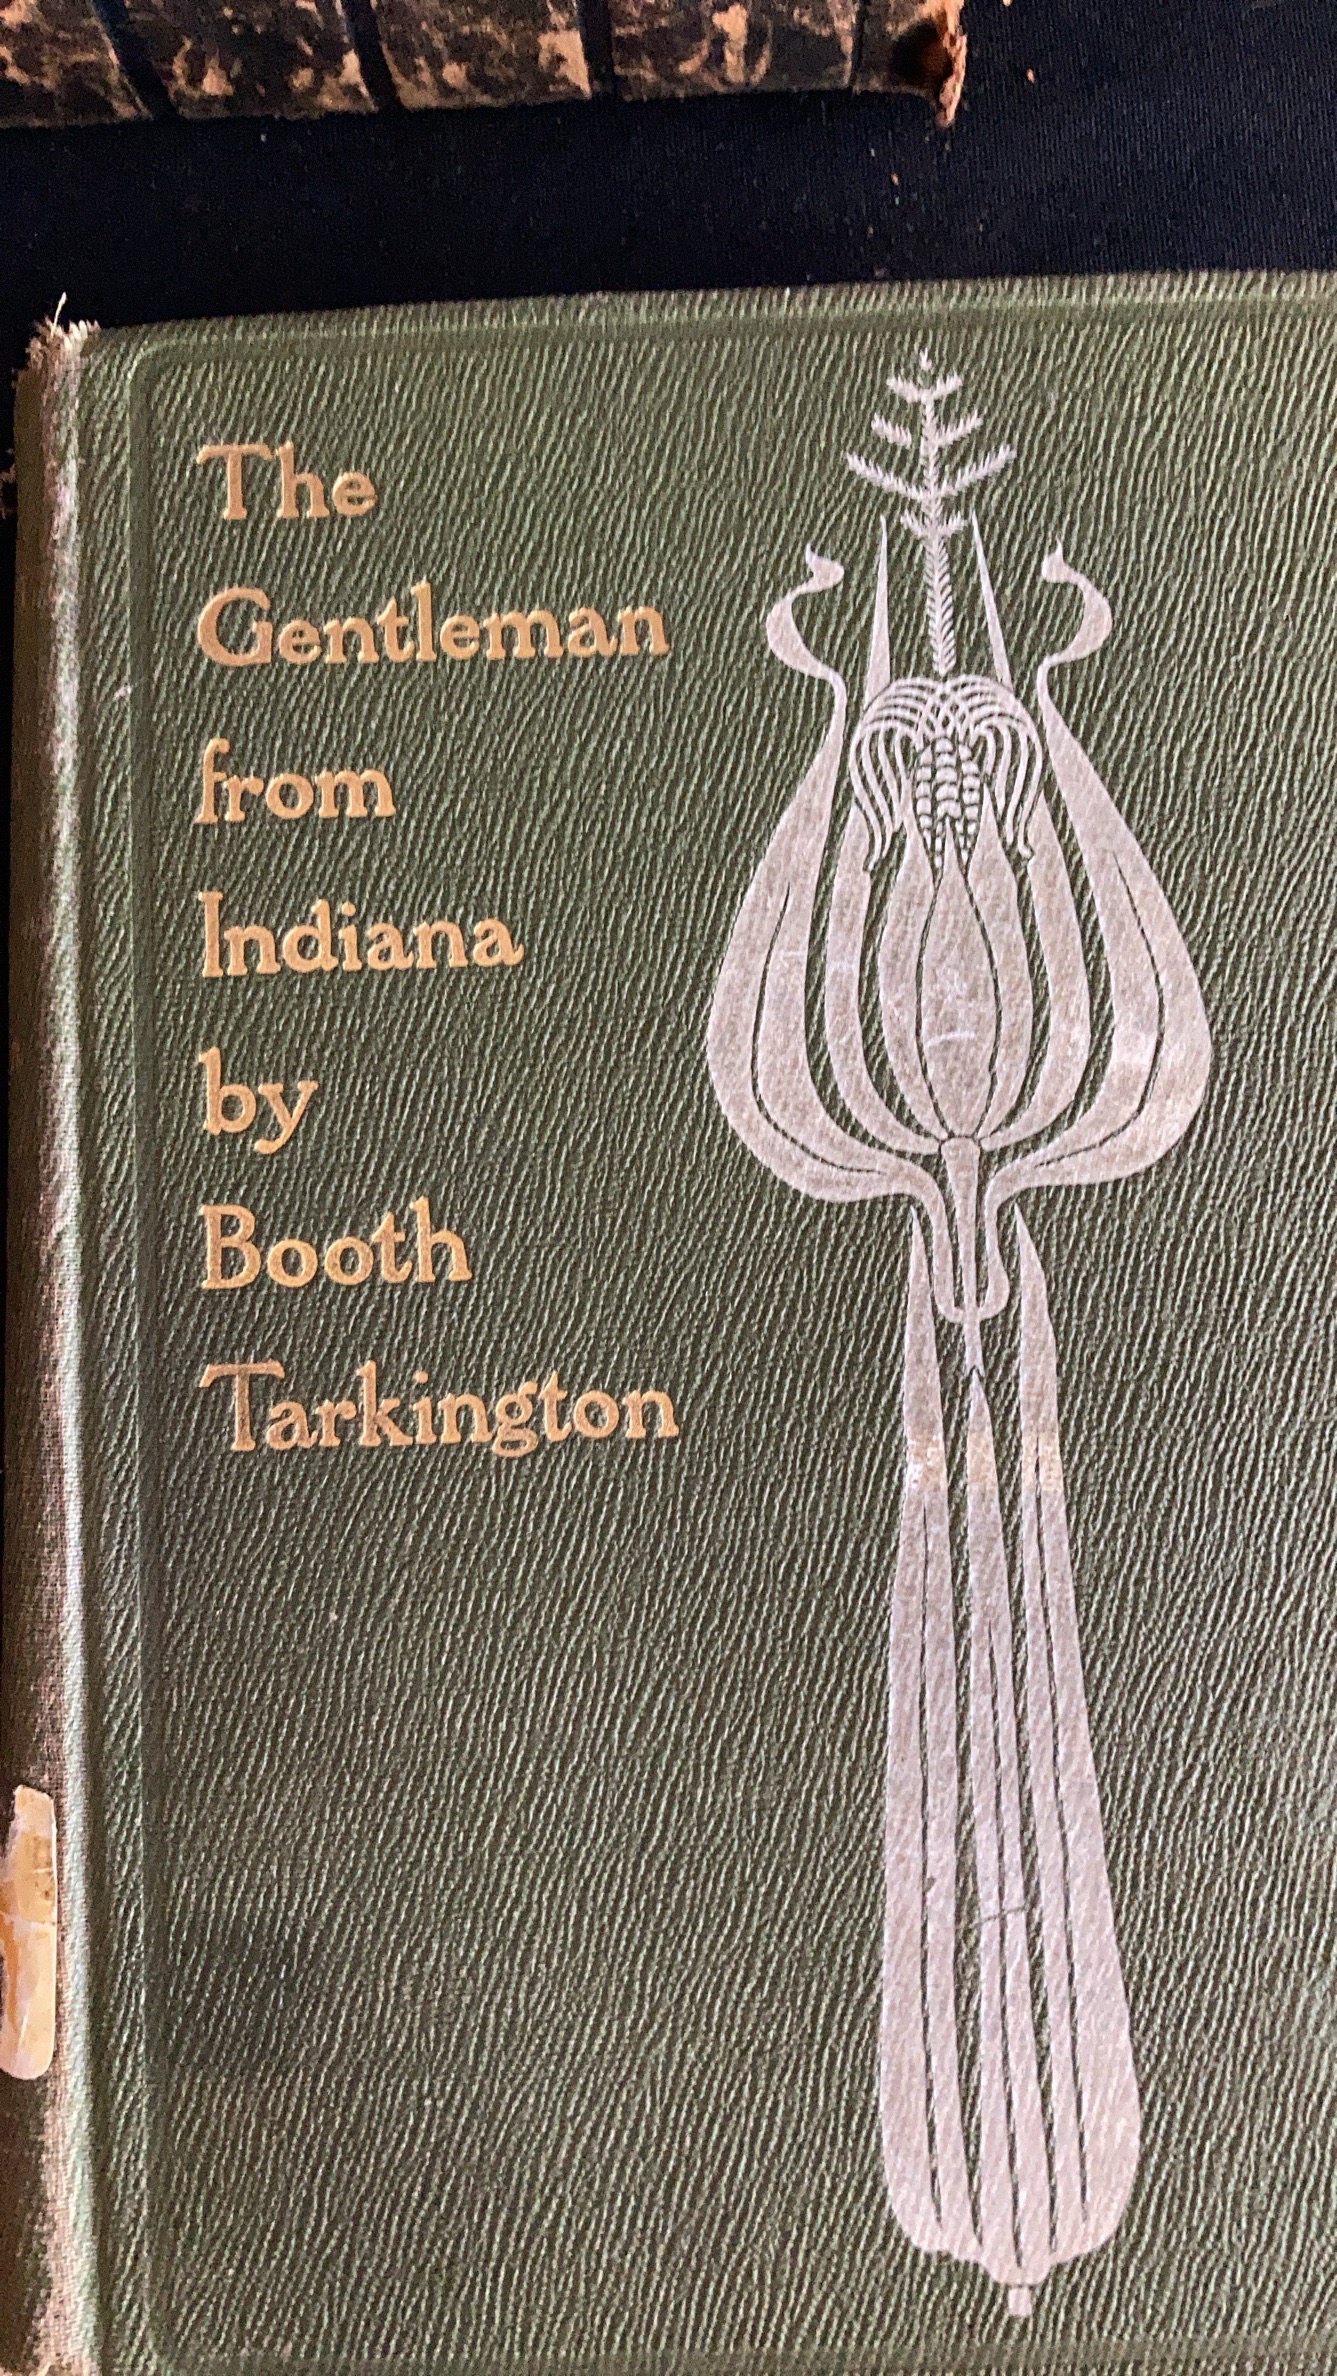 The
Gentleman
from
Indiana
by
Booth
Tarkington